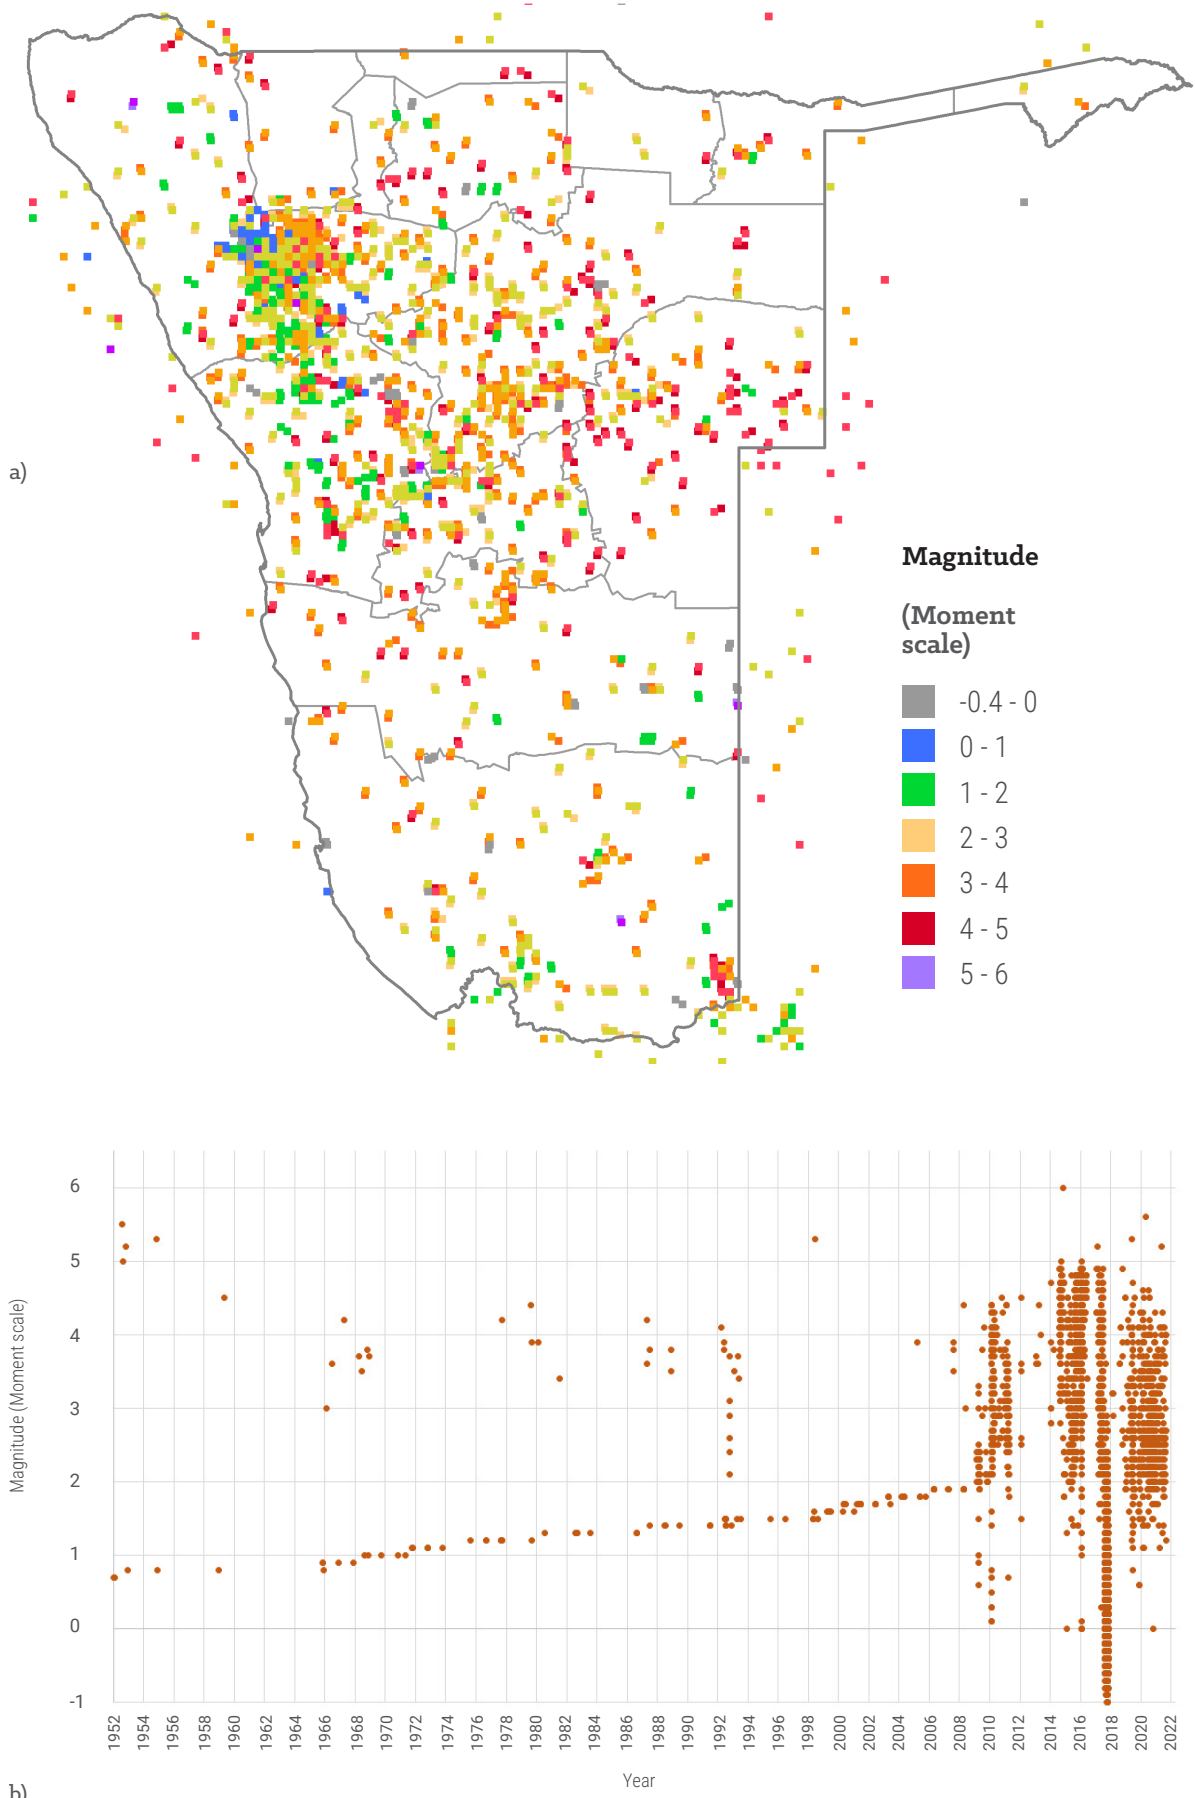 a)
Magnitude
(Moment
scale)
-0.4 - 0
0 - 1
1 - 2
2 - 3
3 - 4
4 - 5
5 - 6
Magnitude (Moment scale)
6
5
4
3
2
1
0
-1
1952 1954 1956 1958 1960 1962 1964 1966 1968 1970 1972 1974 1976 1978 1980 1982 1984 1986 1988 1990 1992 1994 1996 1998 2000 2002 2004 2006 2008 2010 2012 2014 2016 2018 2020 2022
Year
b)